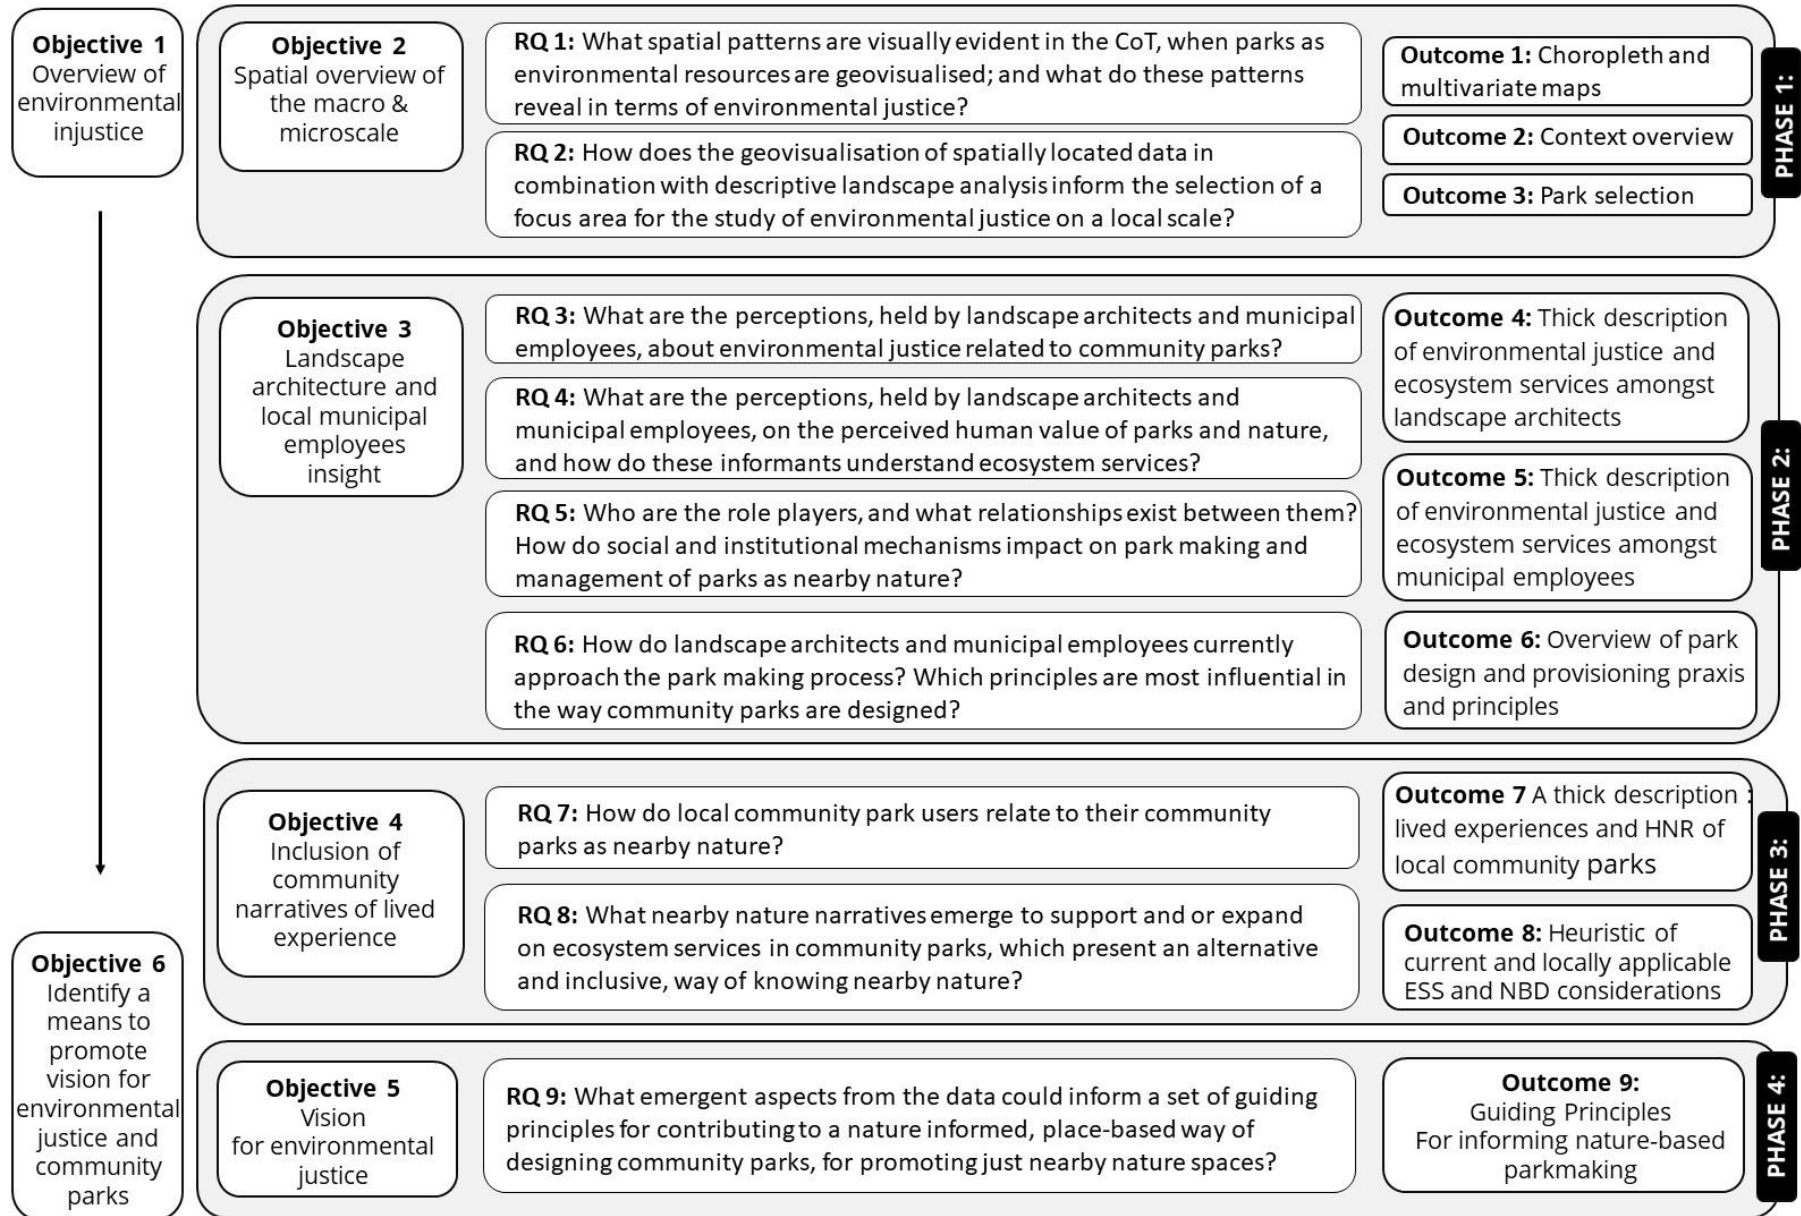 Objective 1
Overview of
environmental
injustice
Objective 6
Identify a
means to
promote
vision for
environmental
justice and
community
parks
Objective 2
Spatial overview of
the macro &
microscale
RQ 1: What spatial patterns are visually evident in the CoT, when parks as
environmental resources are geovisualised; and what do these patterns
reveal in terms of environmental justice?
RQ 2: How does the geovisualisation of spatially located data in
combination with descriptive landscape analysis inform the selection of a
focus area for the study of environmental justice on a local scale?
Outcome 1: Choropleth and
multivariate maps
Outcome 2: Context overview
Outcome 3: Park selection
PHASE 1:
Objective 3
Landscape
architecture and
local municipal
employees
insight
RQ 3: What are the perceptions, held by landscape architects and municipal
employees, about environmental justice related to community parks?
RQ 4: What are the perceptions, held by landscape architects and
municipal employees, on the perceived human value of parks and nature,
and how do these informants understand ecosystem services?
RQ 5: Who are the role players, and what relationships exist between them?
How do social and institutional mechanisms impact on park making and
management of parks as nearby nature?
RQ 6: How do landscape architects and municipal employees currently
approach the park making process? Which principles are most influential in
the way community parks are designed?
Outcome 4: Thick description
of environmental justice and
ecosystem services amongst
landscape architects
Outcome 5: Thick description
of environmental justice and
ecosystem services amongst
municipal employees
Outcome 6: Overview of park
design and provisioning praxis
and principles
PHASE 2:
Objective 4
Inclusion of
community
narratives of lived
experience
RQ 7: How do local community park users relate to their community
parks as nearby nature?
RQ 8: What nearby nature narratives emerge to support and or expand
on ecosystem services in community parks, which present an alternative
and inclusive, way of knowing nearby nature?
Outcome 7 A thick description :
lived experiences and HNR of
local community parks
Outcome 8: Heuristic of
current and locally applicable
ESS and NBD considerations
PHASE 3:
Objective 5
Vision
for environmental
justice
RQ 9: What emergent aspects from the data could inform a set of guiding
principles for contributing to a nature informed, place-based way of
designing community parks, for promoting just nearby nature spaces?
Outcome 9:
Guiding Principles
For informing nature-based
parkmaking
PHASE 4: